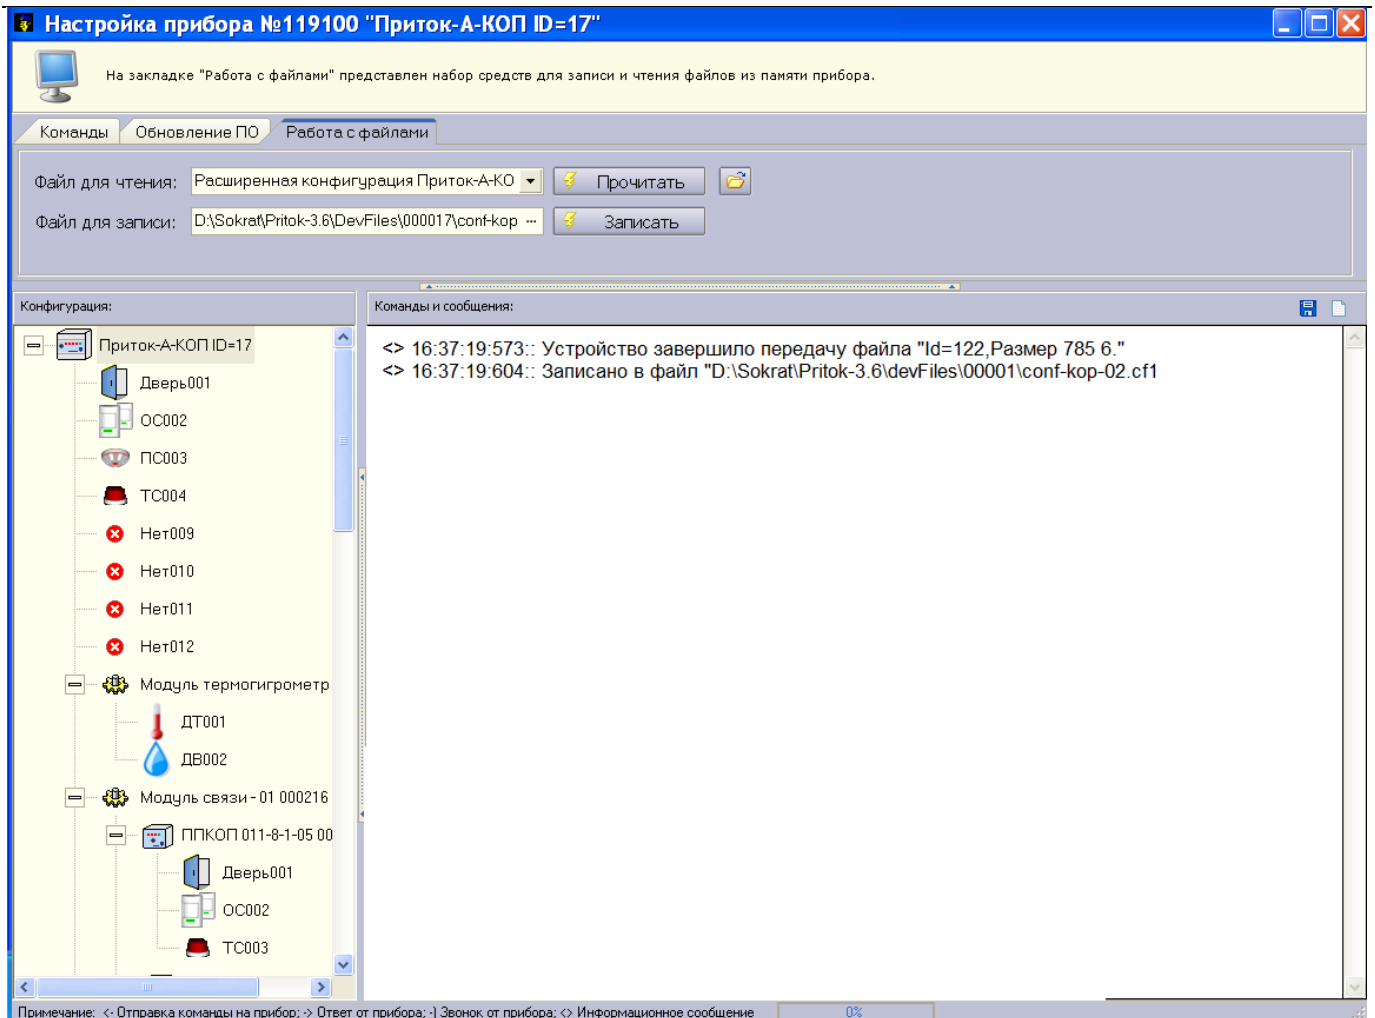 Настройка прибора №119100 "Приток-А-КОП ID=17"
На закладке "Работа с файлами" представлен набор средств для записи и чтения файлов из памяти прибора.
Команды Обновление ПО Работа с файлами
Файл для чтения: Расширенная конфигурация Приток-А-КО Прочитать
Файл для записи: D:\Sokrat\Pritok-3.6\DevFiles\000017\conf-kop ... Записать
Конфигурация:
Команды и сообщения:
Приток-А-КОП ID=17
Дверь001
ОС002
ПС003
ТС004
Нет009
Нет010
Нет011
Нет012
Модуль термогигрометр
ДТ001
ДВ002
Модуль связи - 01 000216
ППКОП 011-8-1-05 00
Дверь001
ОС002
ТС003
<> 16:37:19:573:: Устройство завершило передачу файла "Id=122,Размер 785 6."
<> 16:37:19:604:: Записано в файл "D:\Sokrat\Pritok-3.6\devFiles\00001\conf-kop-02.cf1
Примечание: <- Отправка команды на прибор; -> Ответ от прибора; -| Звонок от прибора; <> Информационное сообщение 0%